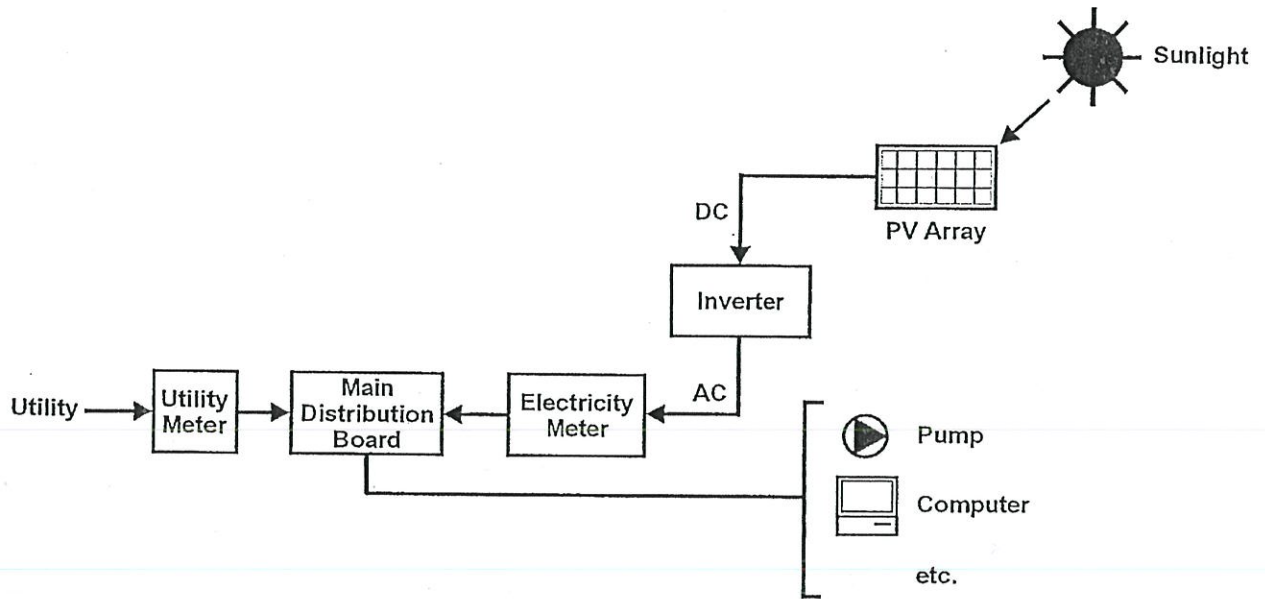 Sunlight
PV Array
DC
Inverter
AC
Utility
Utility
Meter
Main
Distribution
Board
Electricity
Meter
Pump
Computer
etc.